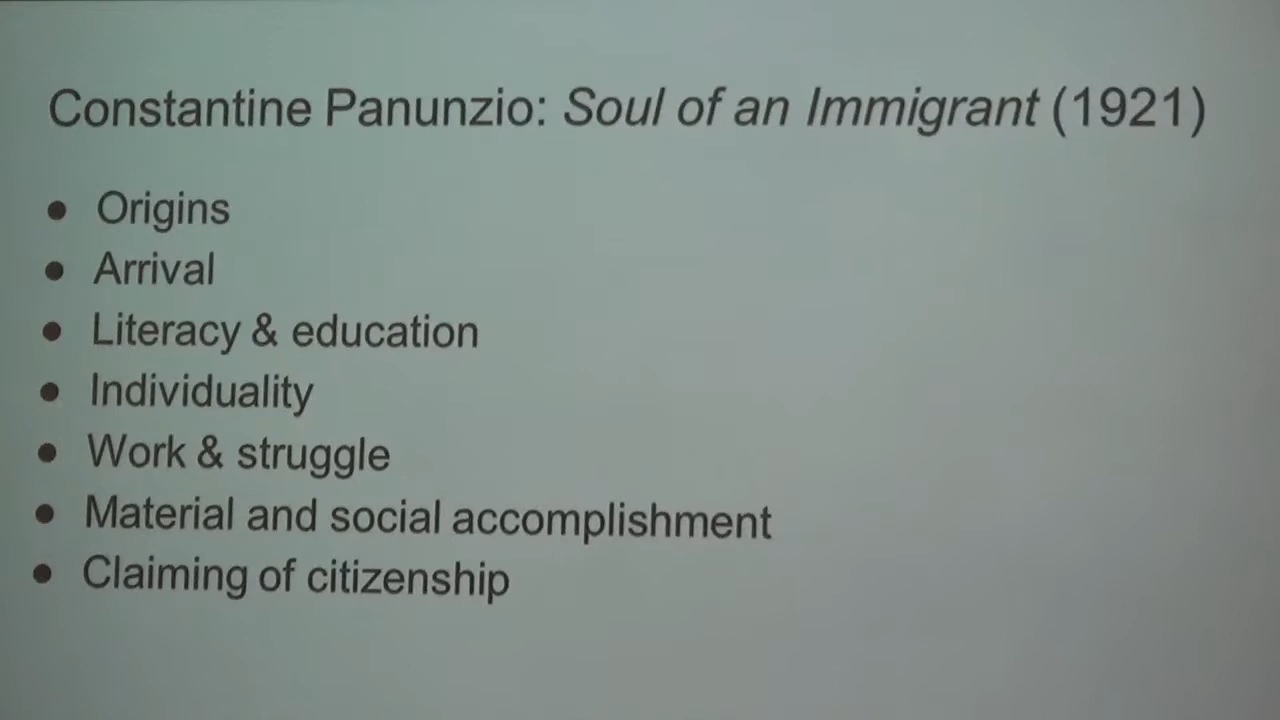 Constantine Panunzio: Soul of an Immigrant (1921)
● Origins
● Arrival
● Literacy & education
● Individuality
● Work & struggle
● Material and social accomplishment
● Claiming of citizenship